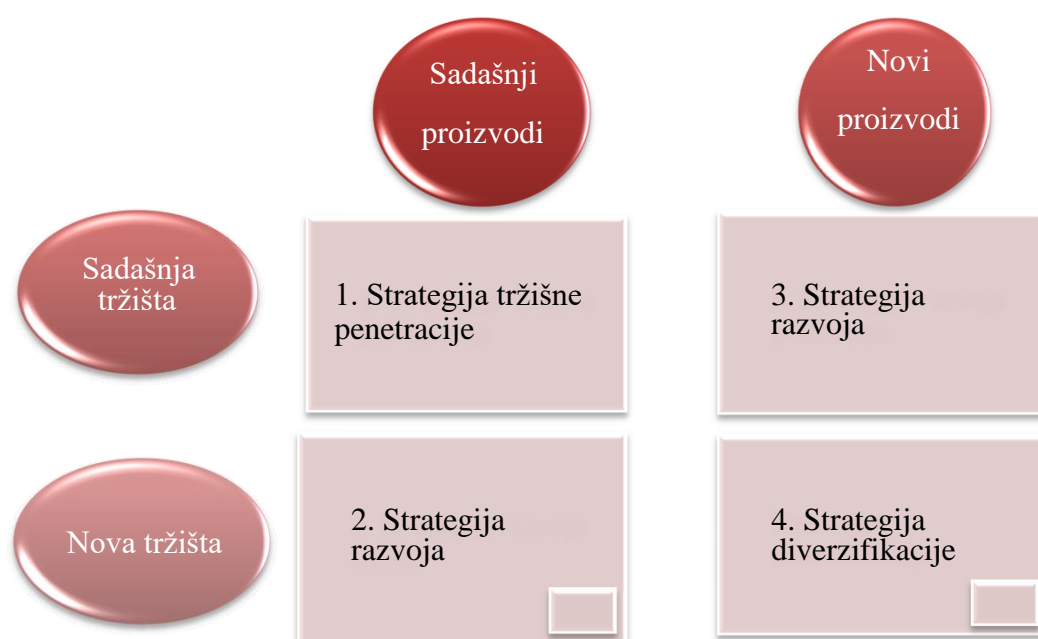 Sadašnji
proizvodi
Novi
proizvodi
Sadašnja
tržišta
1. Strategija tržišne
penetracije
3. Strategija
razvoja
Nova tržišta
2. Strategija
razvoja
4. Strategija
diverzifikacije